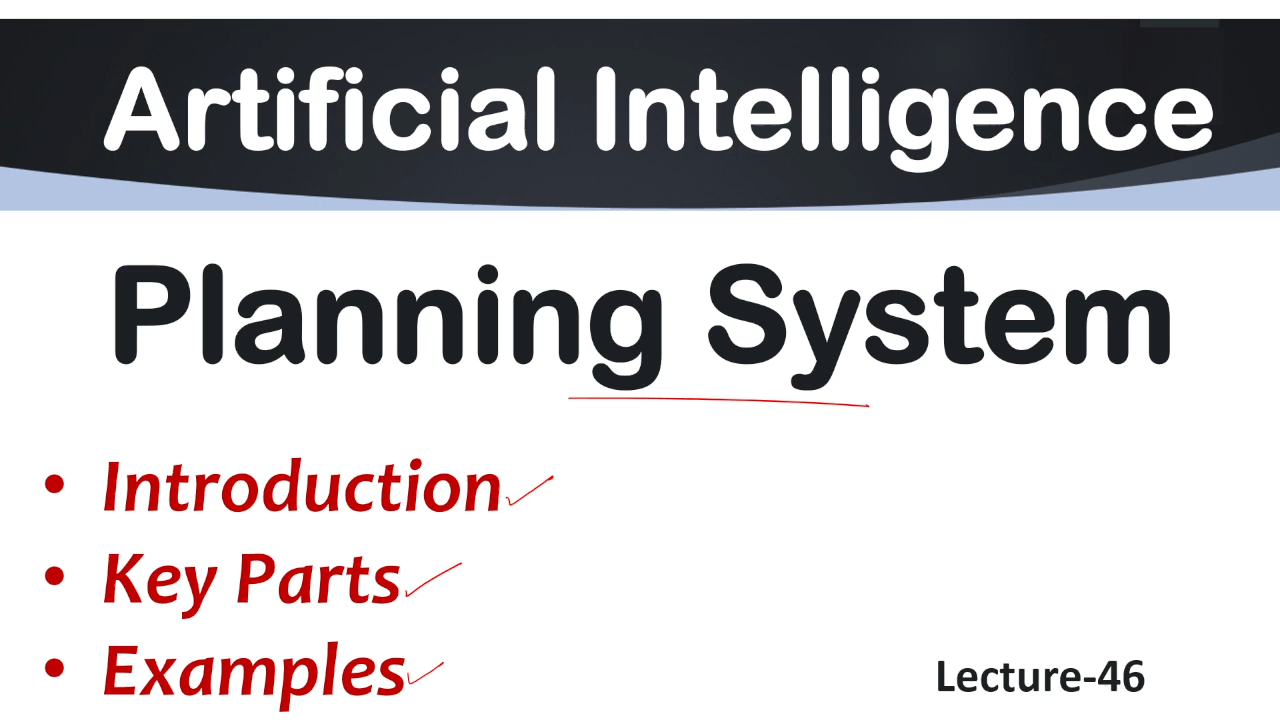 Artificial Intelligence
Planning System
• Introduction
• Key Parts
• Examples
Lecture-46